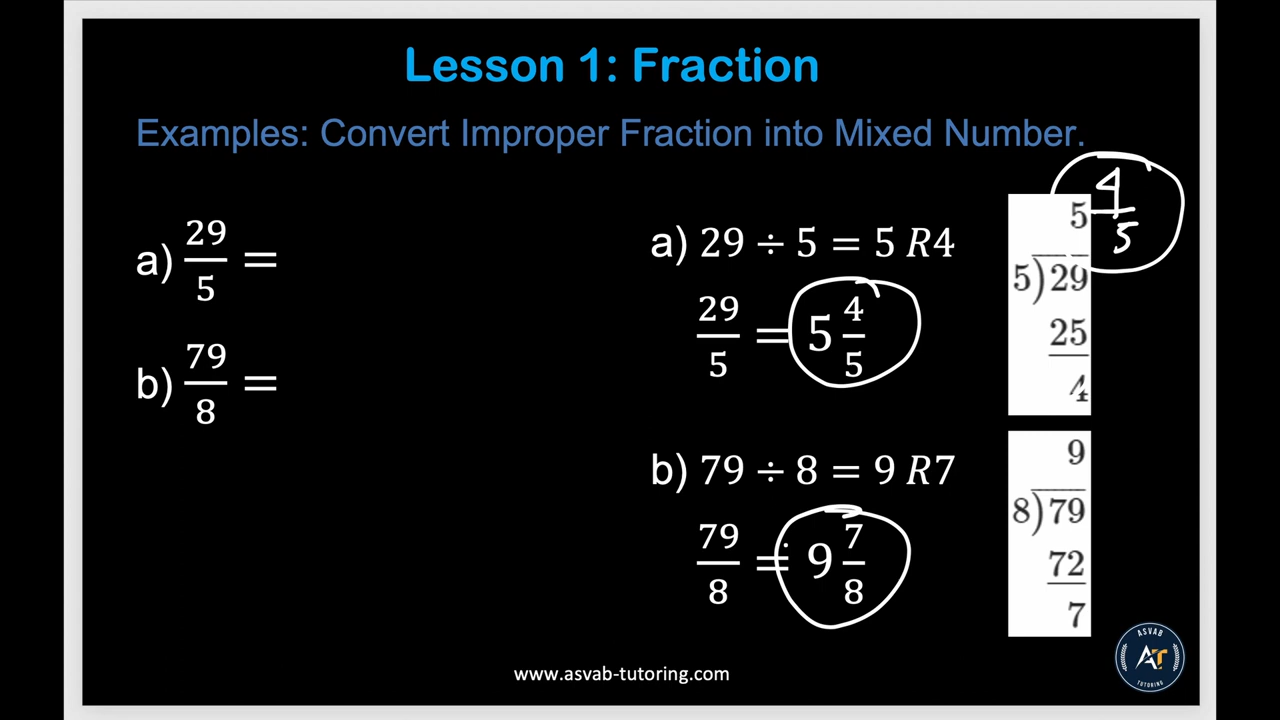 Lesson 1: Fraction
Examples: Convert Improper Fraction into Mixed Number.
a) 29/5 =
b) 79/8 =
a) 29 ÷ 5 = 5 R4
29/5 = 5 4/5
b) 79 ÷ 8 = 9 R7
79/8 = 9 7/8
5 4/5
5)29
25
4
9
8)79
72
7
www.asvab-tutoring.com
ASVAB
AT
TUTORING